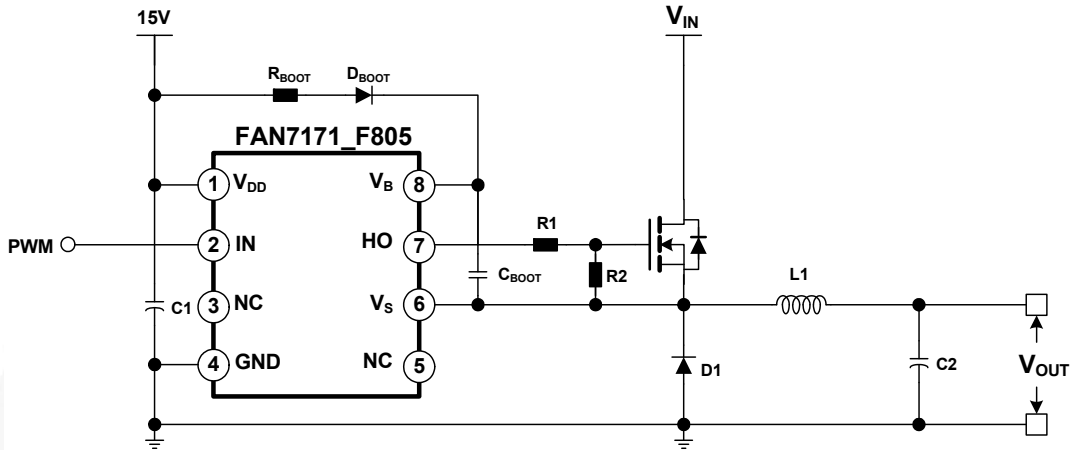 15V
V_IN
R_BOOT
D_BOOT
FAN7171_F805
1 V_DD
V_B 8
PWM
2 IN
HO 7
R1
R2
C_BOOT
L1
C1
3 NC
V_S 6
4 GND
NC 5
D1
C2
V_OUT